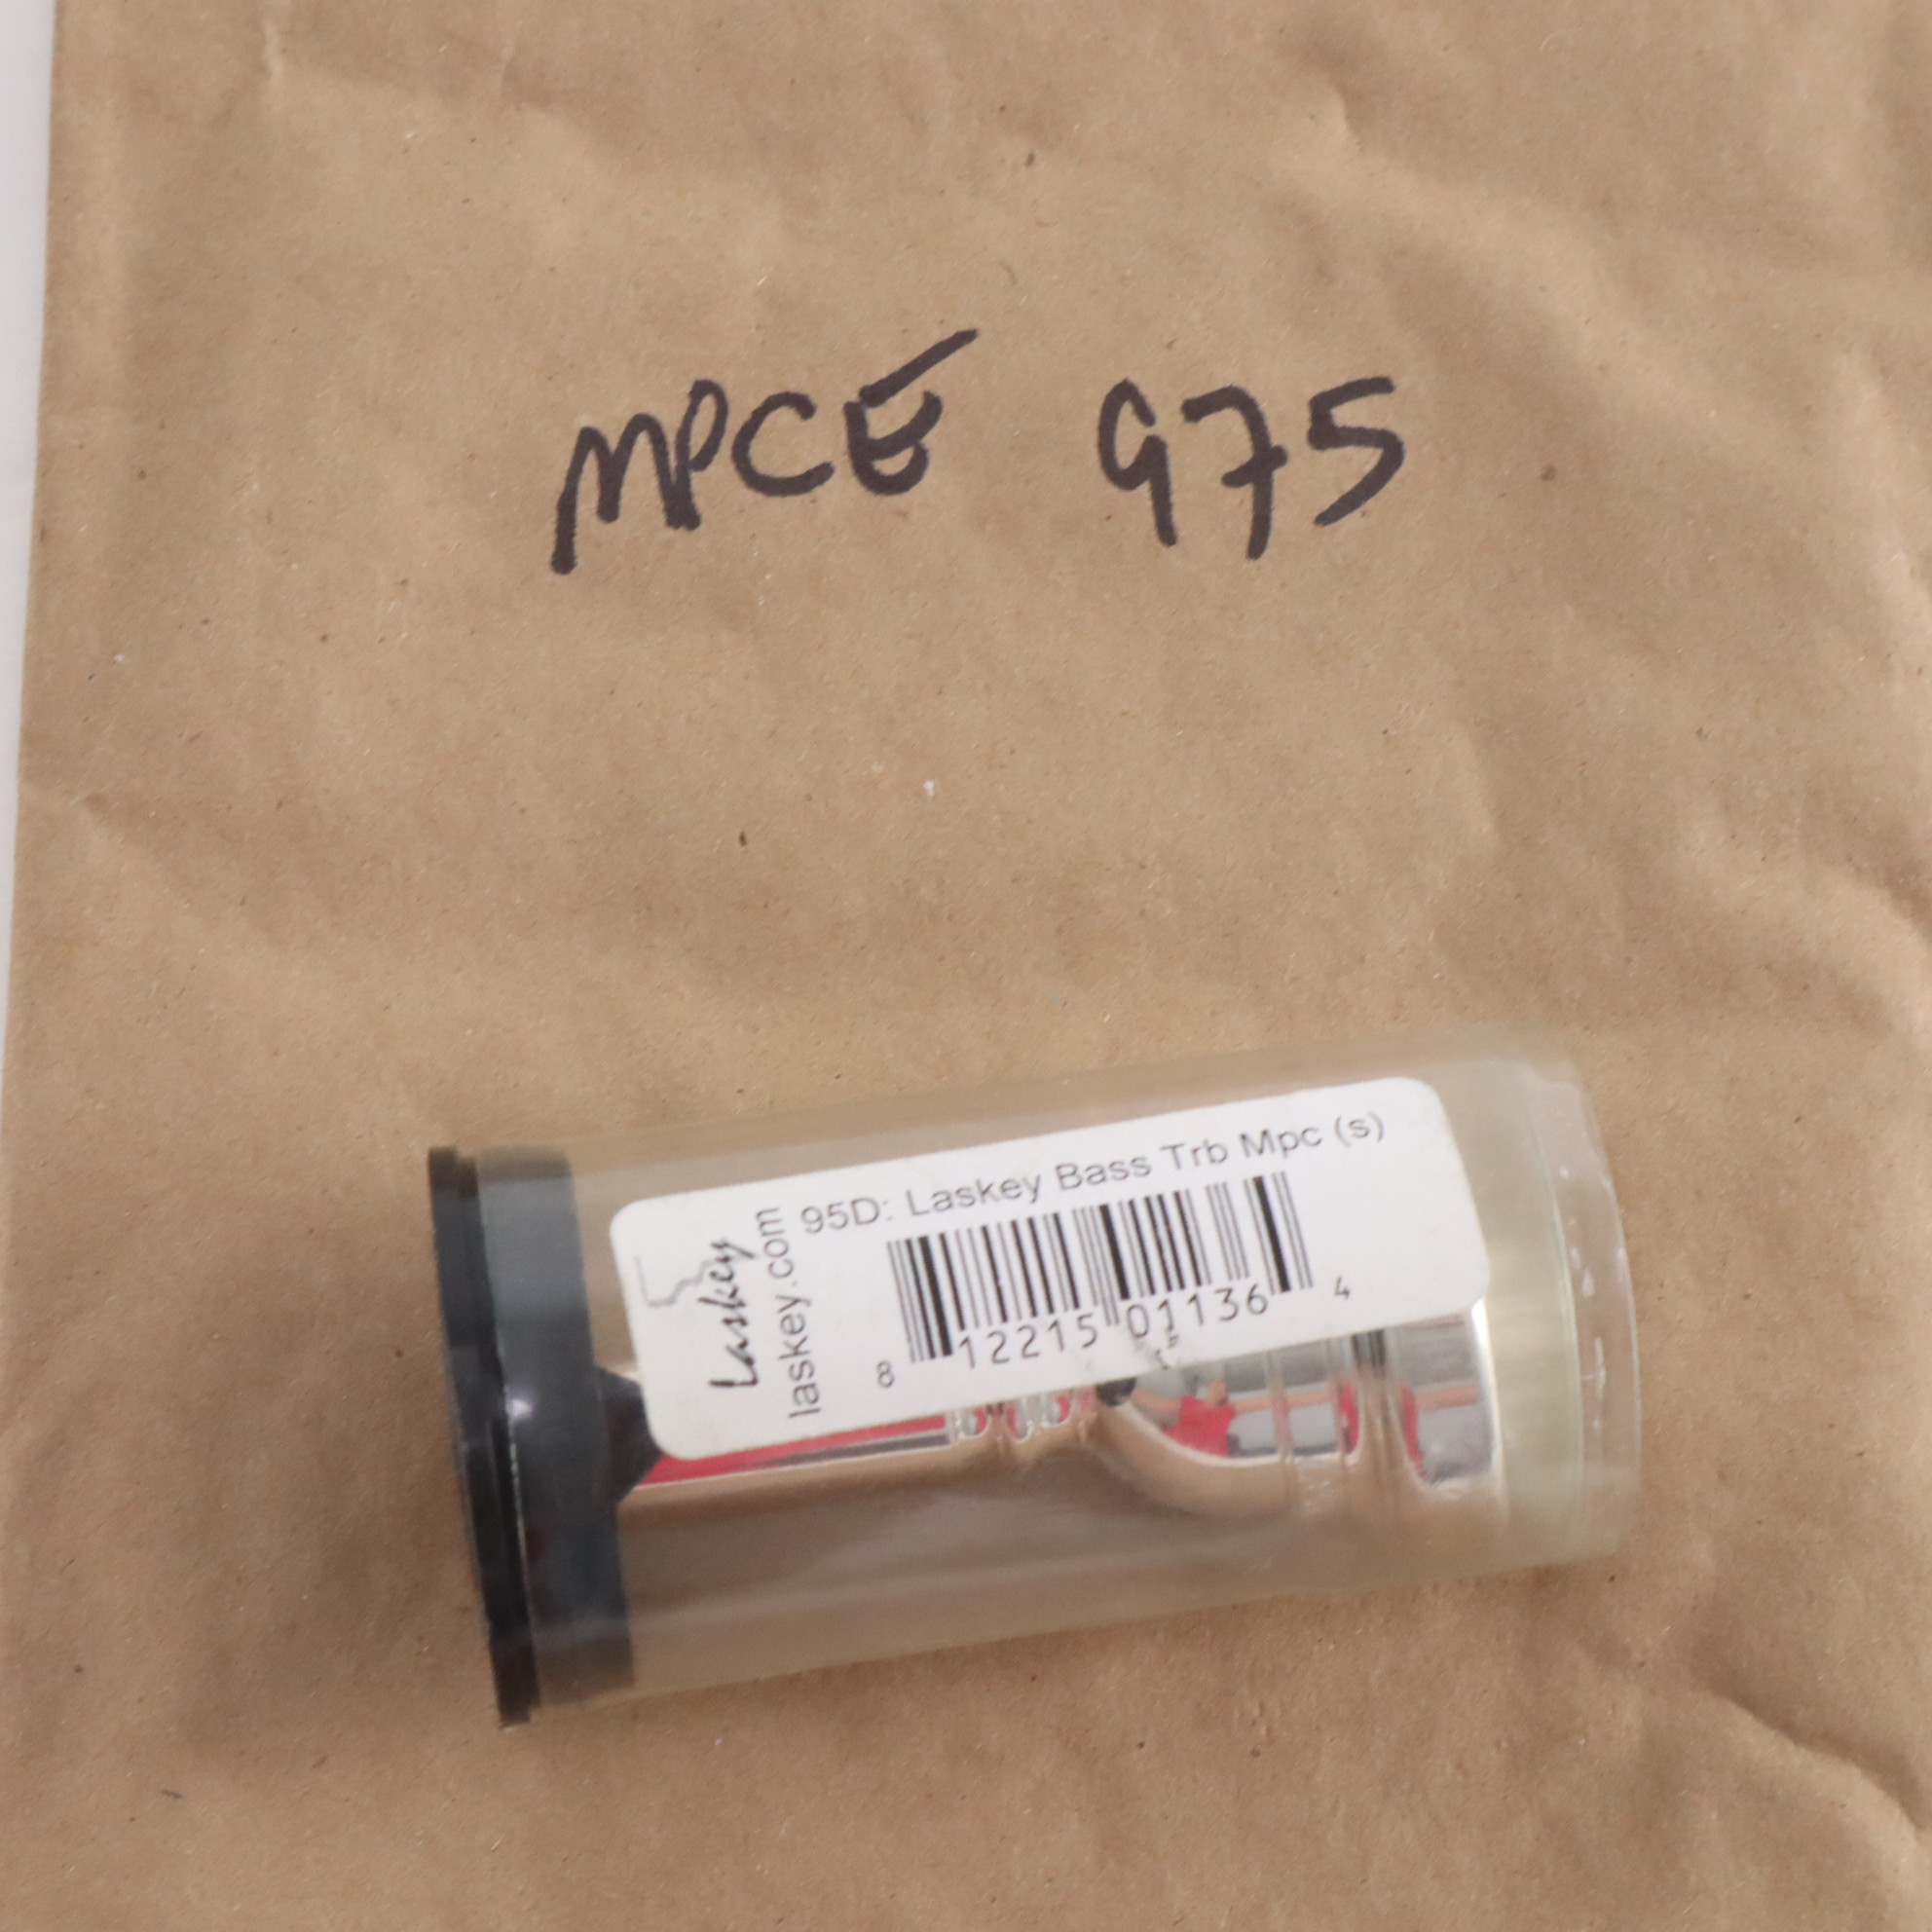 MPCE 975
95D: Laskey Bass Trb Mpc (s)
Laskey
laskey.com
8 12215 01136 4